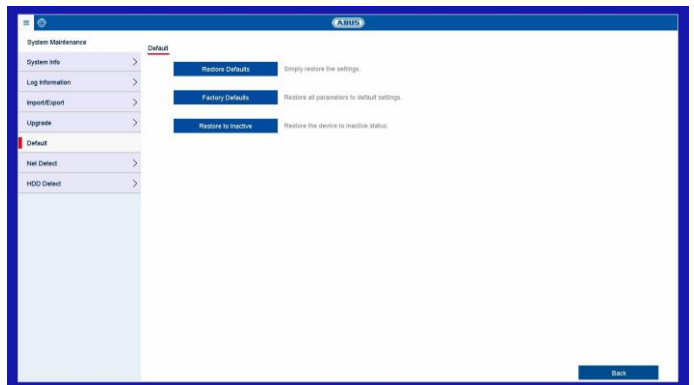 ABUS
System Maintenance
System Info
Log Information
Import/Export
Upgrade
Default
Net Detect
HDD Detect
Default
Restore Defaults
Simply restore the settings.
Factory Defaults
Restore all parameters to default settings.
Restore to Inactive
Restore the device to inactive status.
Back